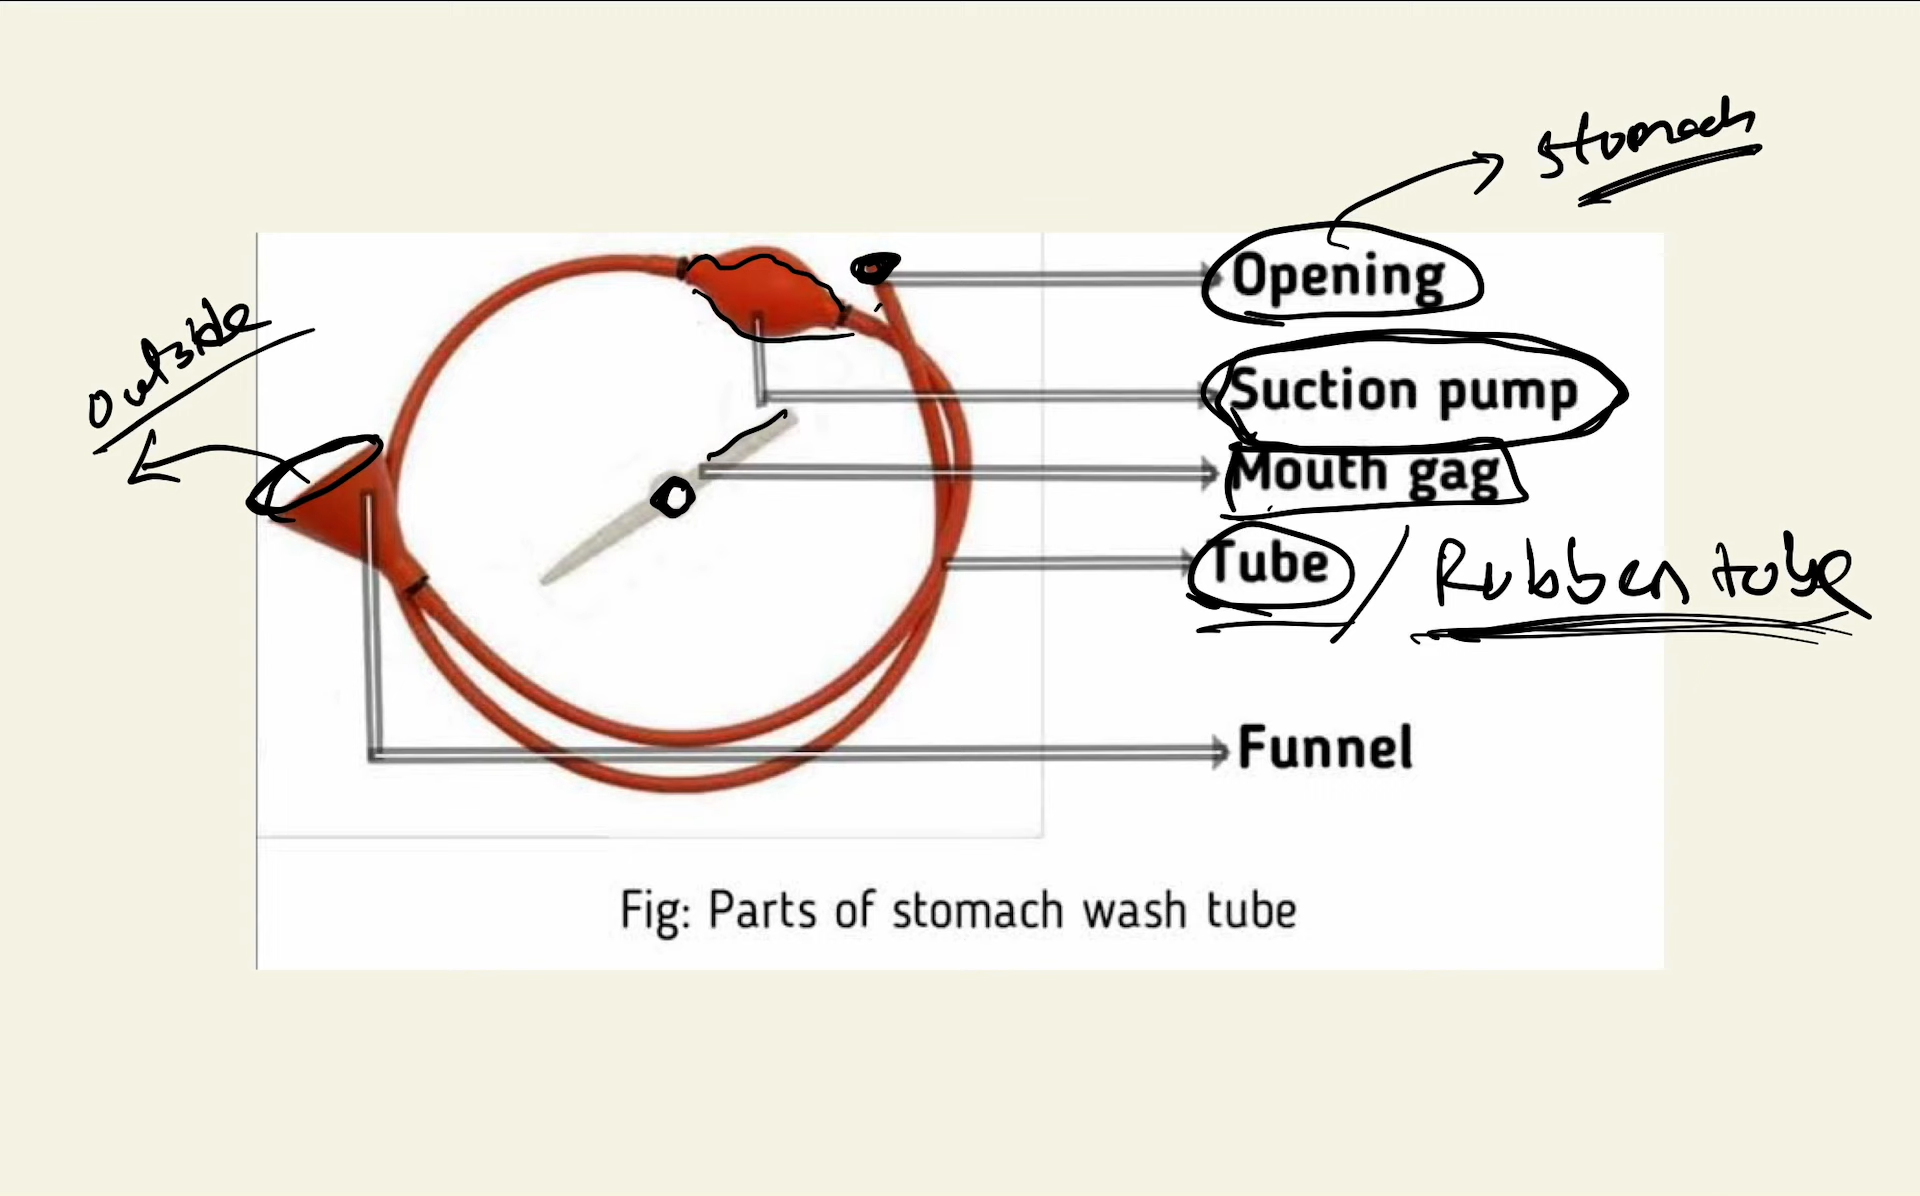 stomach
Opening
outside
Suction pump
Mouth gag
Tube / Rubber tube
Funnel
Fig: Parts of stomach wash tube